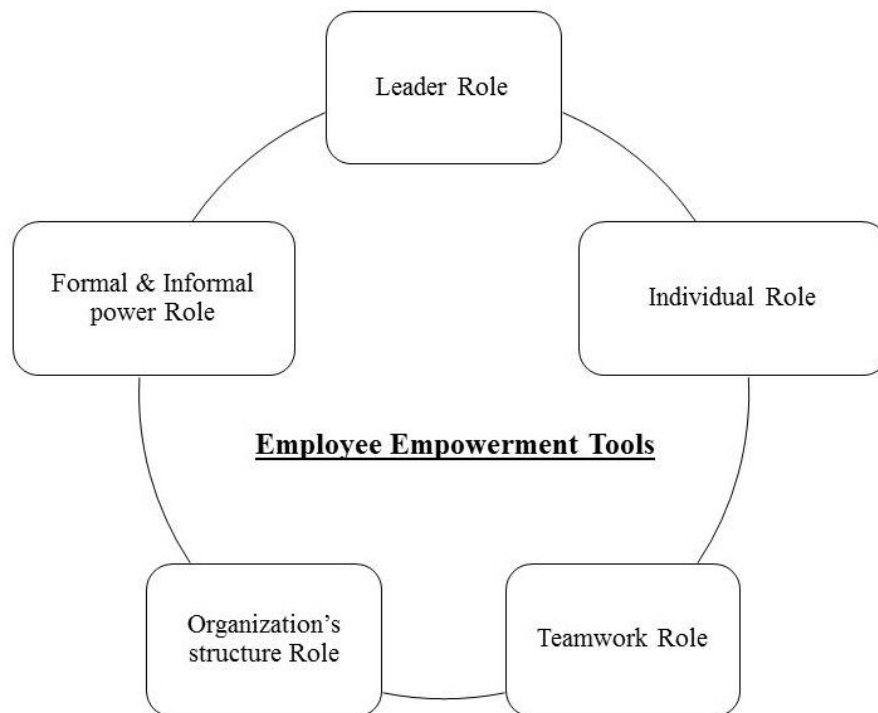 Leader Role
Formal & Informal
power Role
Individual Role
Employee Empowerment Tools
Organization’s
structure Role
Teamwork Role